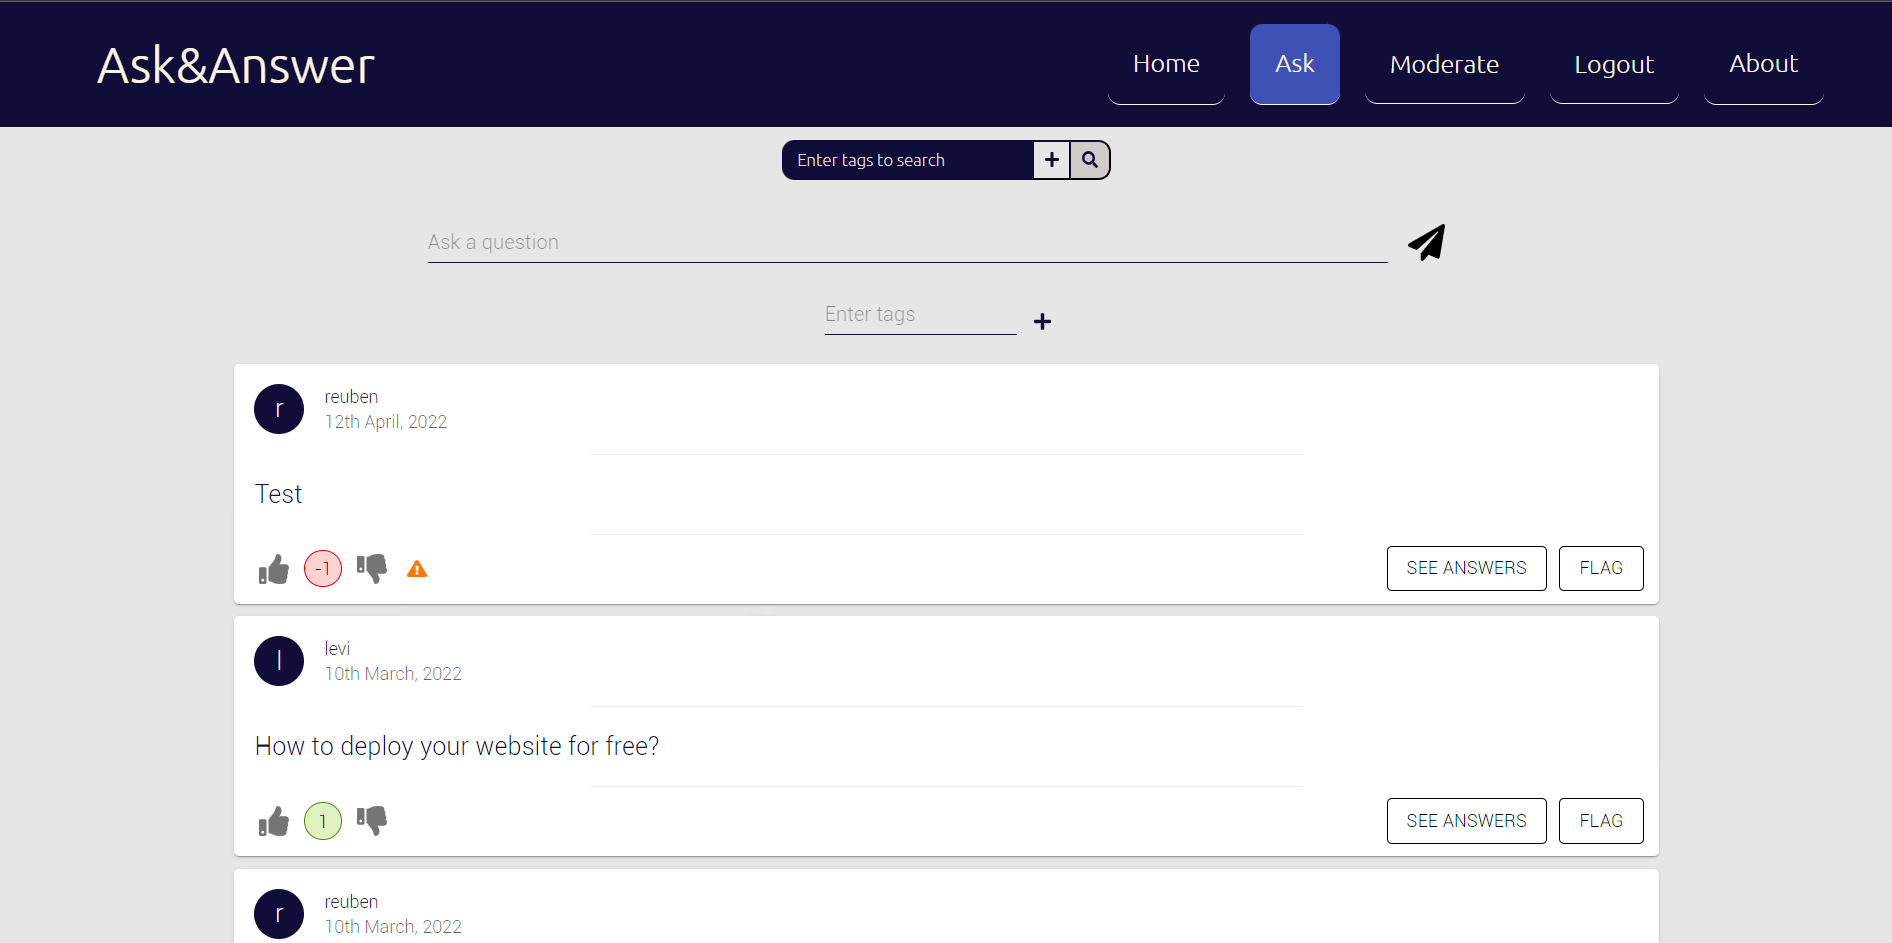 Ask&Answer
Home
Ask
Moderate
Logout
About
Enter tags to search
Ask a question
Enter tags
r
reuben
12th April, 2022
Test
-1
SEE ANSWERS
FLAG
l
levi
10th March, 2022
How to deploy your website for free?
1
SEE ANSWERS
FLAG
r
reuben
10th March, 2022